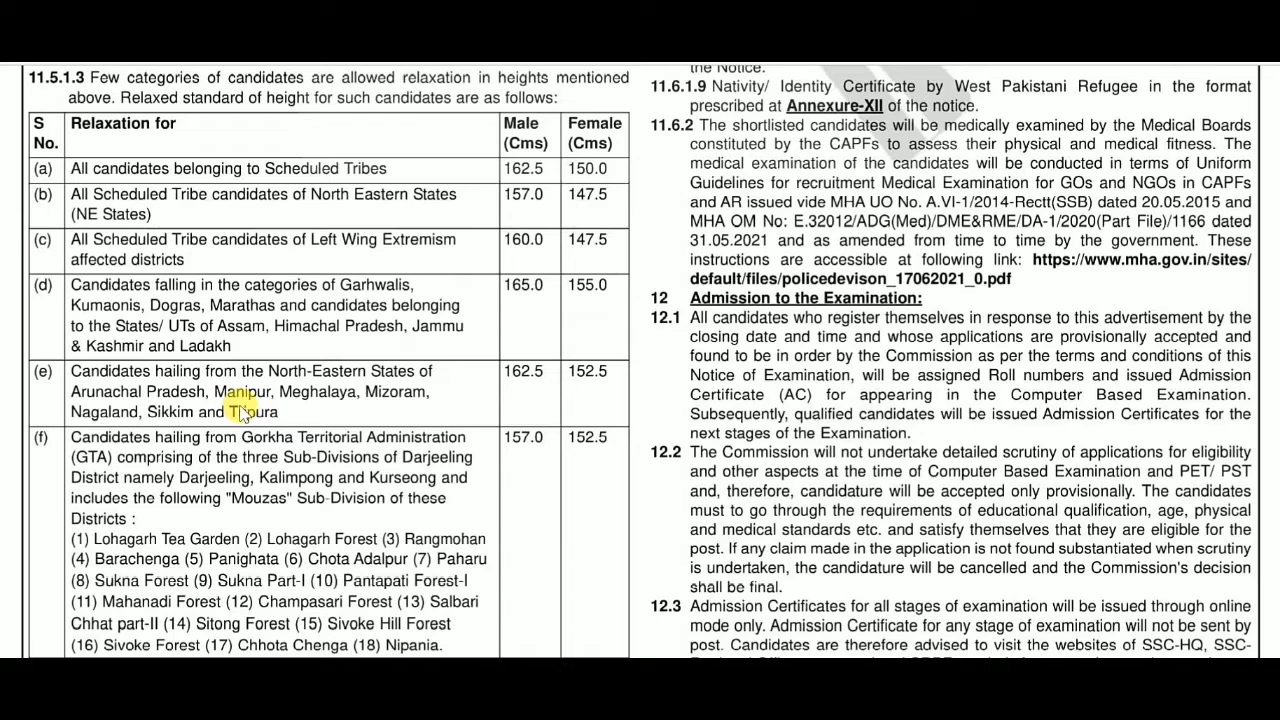 11.5.1.3 Few categories of candidates are allowed relaxation in heights mentioned
above. Relaxed standard of height for such candidates are as follows:
S No. Relaxation for Male (Cms) Female (Cms)
(a) All candidates belonging to Scheduled Tribes 162.5 150.0
(b) All Scheduled Tribe candidates of North Eastern States 157.0 147.5
(NE States)
(c) All Scheduled Tribe candidates of Left Wing Extremism 160.0 147.5
affected districts
(d) Candidates falling in the categories of Garhwalis, 165.0 155.0
Kumaonis, Dogras, Marathas and candidates belonging
to the States/ UTs of Assam, Himachal Pradesh, Jammu
& Kashmir and Ladakh
(e) Candidates hailing from the North-Eastern States of 162.5 152.5
Arunachal Pradesh, Manipur, Meghalaya, Mizoram,
Nagaland, Sikkim and Tripura
(f) Candidates hailing from Gorkha Territorial Administration 157.0 152.5
(GTA) comprising of the three Sub-Divisions of Darjeeling
District namely Darjeeling, Kalimpong and Kurseong and
includes the following "Mouzas" Sub-Division of these
Districts :
(1) Lohagarh Tea Garden (2) Lohagarh Forest (3) Rangmohan
(4) Barachenga (5) Panighata (6) Chota Adalpur (7) Paharu
(8) Sukna Forest (9) Sukna Part-I (10) Pantapati Forest-I
(11) Mahanadi Forest (12) Champasari Forest (13) Salbari
Chhat part-II (14) Sitong Forest (15) Sivoke Hill Forest
(16) Sivoke Forest (17) Chhota Chenga (18) Nipania.
the Notice.
11.6.1.9 Nativity/ Identity Certificate by West Pakistani Refugee in the format
prescribed at Annexure-XII of the notice.
11.6.2 The shortlisted candidates will be medically examined by the Medical Boards
constituted by the CAPFs to assess their physical and medical fitness. The
medical examination of the candidates will be conducted in terms of Uniform
Guidelines for recruitment Medical Examination for GOs and NGOs in CAPFs
and AR issued vide MHA UO No. A.VI-1/2014-Rectt(SSB) dated 20.05.2015 and
MHA OM No: E.32012/ADG(Med)/DME&RME/DA-1/2020(Part File)/1166 dated
31.05.2021 and as amended from time to time by the government. These
instructions are accessible at following link: https://www.mha.gov.in/sites/
default/files/policedevison_17062021_0.pdf
12 Admission to the Examination:
12.1 All candidates who register themselves in response to this advertisement by the
closing date and time and whose applications are provisionally accepted and
found to be in order by the Commission as per the terms and conditions of this
Notice of Examination, will be assigned Roll numbers and issued Admission
Certificate (AC) for appearing in the Computer Based Examination.
Subsequently, qualified candidates will be issued Admission Certificates for the
next stages of the Examination.
12.2 The Commission will not undertake detailed scrutiny of applications for eligibility
and other aspects at the time of Computer Based Examination and PET/ PST
and, therefore, candidature will be accepted only provisionally. The candidates
must to go through the requirements of educational qualification, age, physical
and medical standards etc. and satisfy themselves that they are eligible for the
post. If any claim made in the application is not found substantiated when scrutiny
is undertaken, the candidature will be cancelled and the Commission's decision
shall be final.
12.3 Admission Certificates for all stages of examination will be issued through online
mode only. Admission Certificate for any stage of examination will not be sent by
post. Candidates are therefore advised to visit the websites of SSC-HQ, SSC-